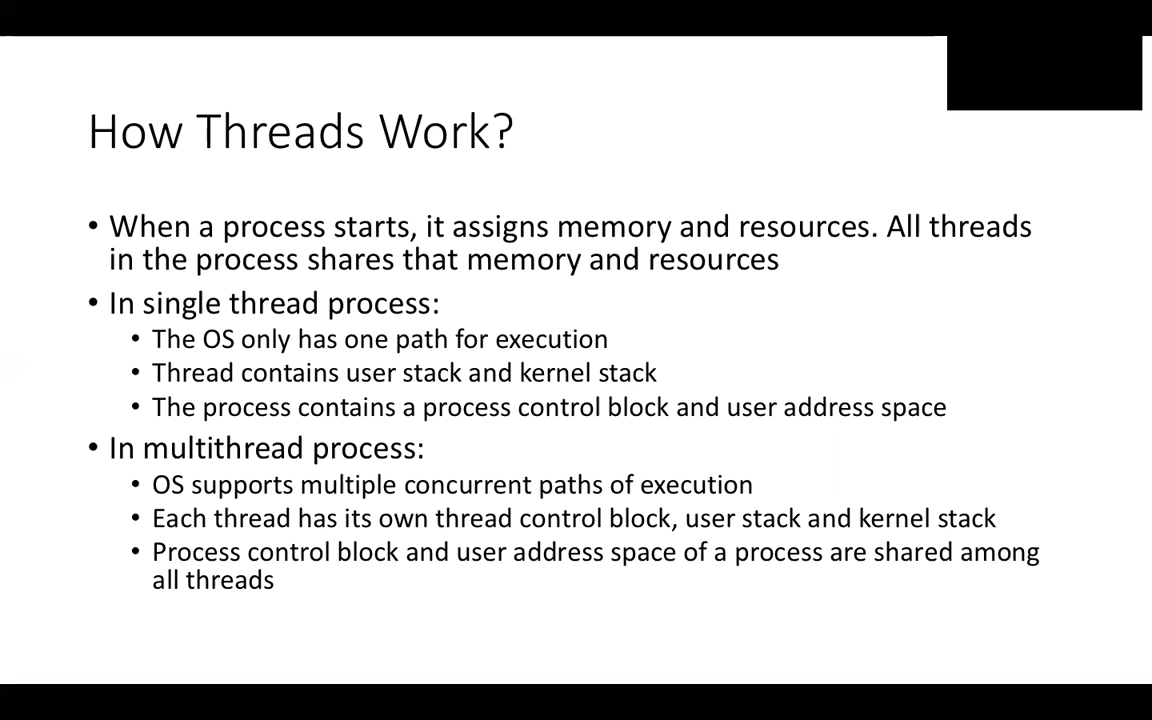 How Threads Work?
• When a process starts, it assigns memory and resources. All threads
in the process shares that memory and resources
• In single thread process:
• The OS only has one path for execution
• Thread contains user stack and kernel stack
• The process contains a process control block and user address space
• In multithread process:
• OS supports multiple concurrent paths of execution
• Each thread has its own thread control block, user stack and kernel stack
• Process control block and user address space of a process are shared among
all threads